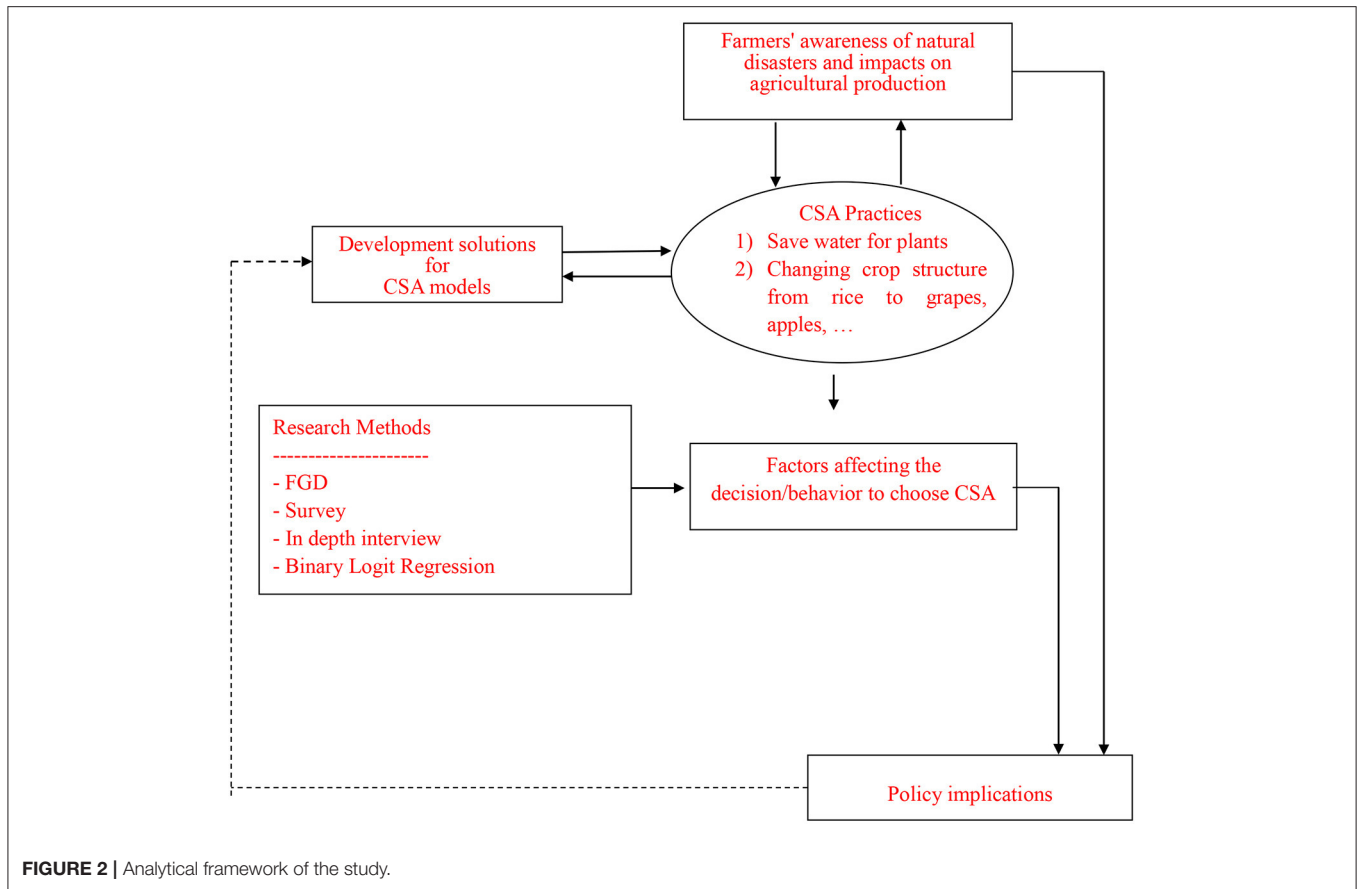 Farmers' awareness of natural
disasters and impacts on
agricultural production
CSA Practices
1) Save water for plants
2) Changing crop structure
from rice to grapes,
apples, …
Development solutions
for
CSA models
Research Methods
----------------------
- FGD
- Survey
- In depth interview
- Binary Logit Regression
Factors affecting the
decision/behavior to choose CSA
Policy implications
FIGURE 2 | Analytical framework of the study.